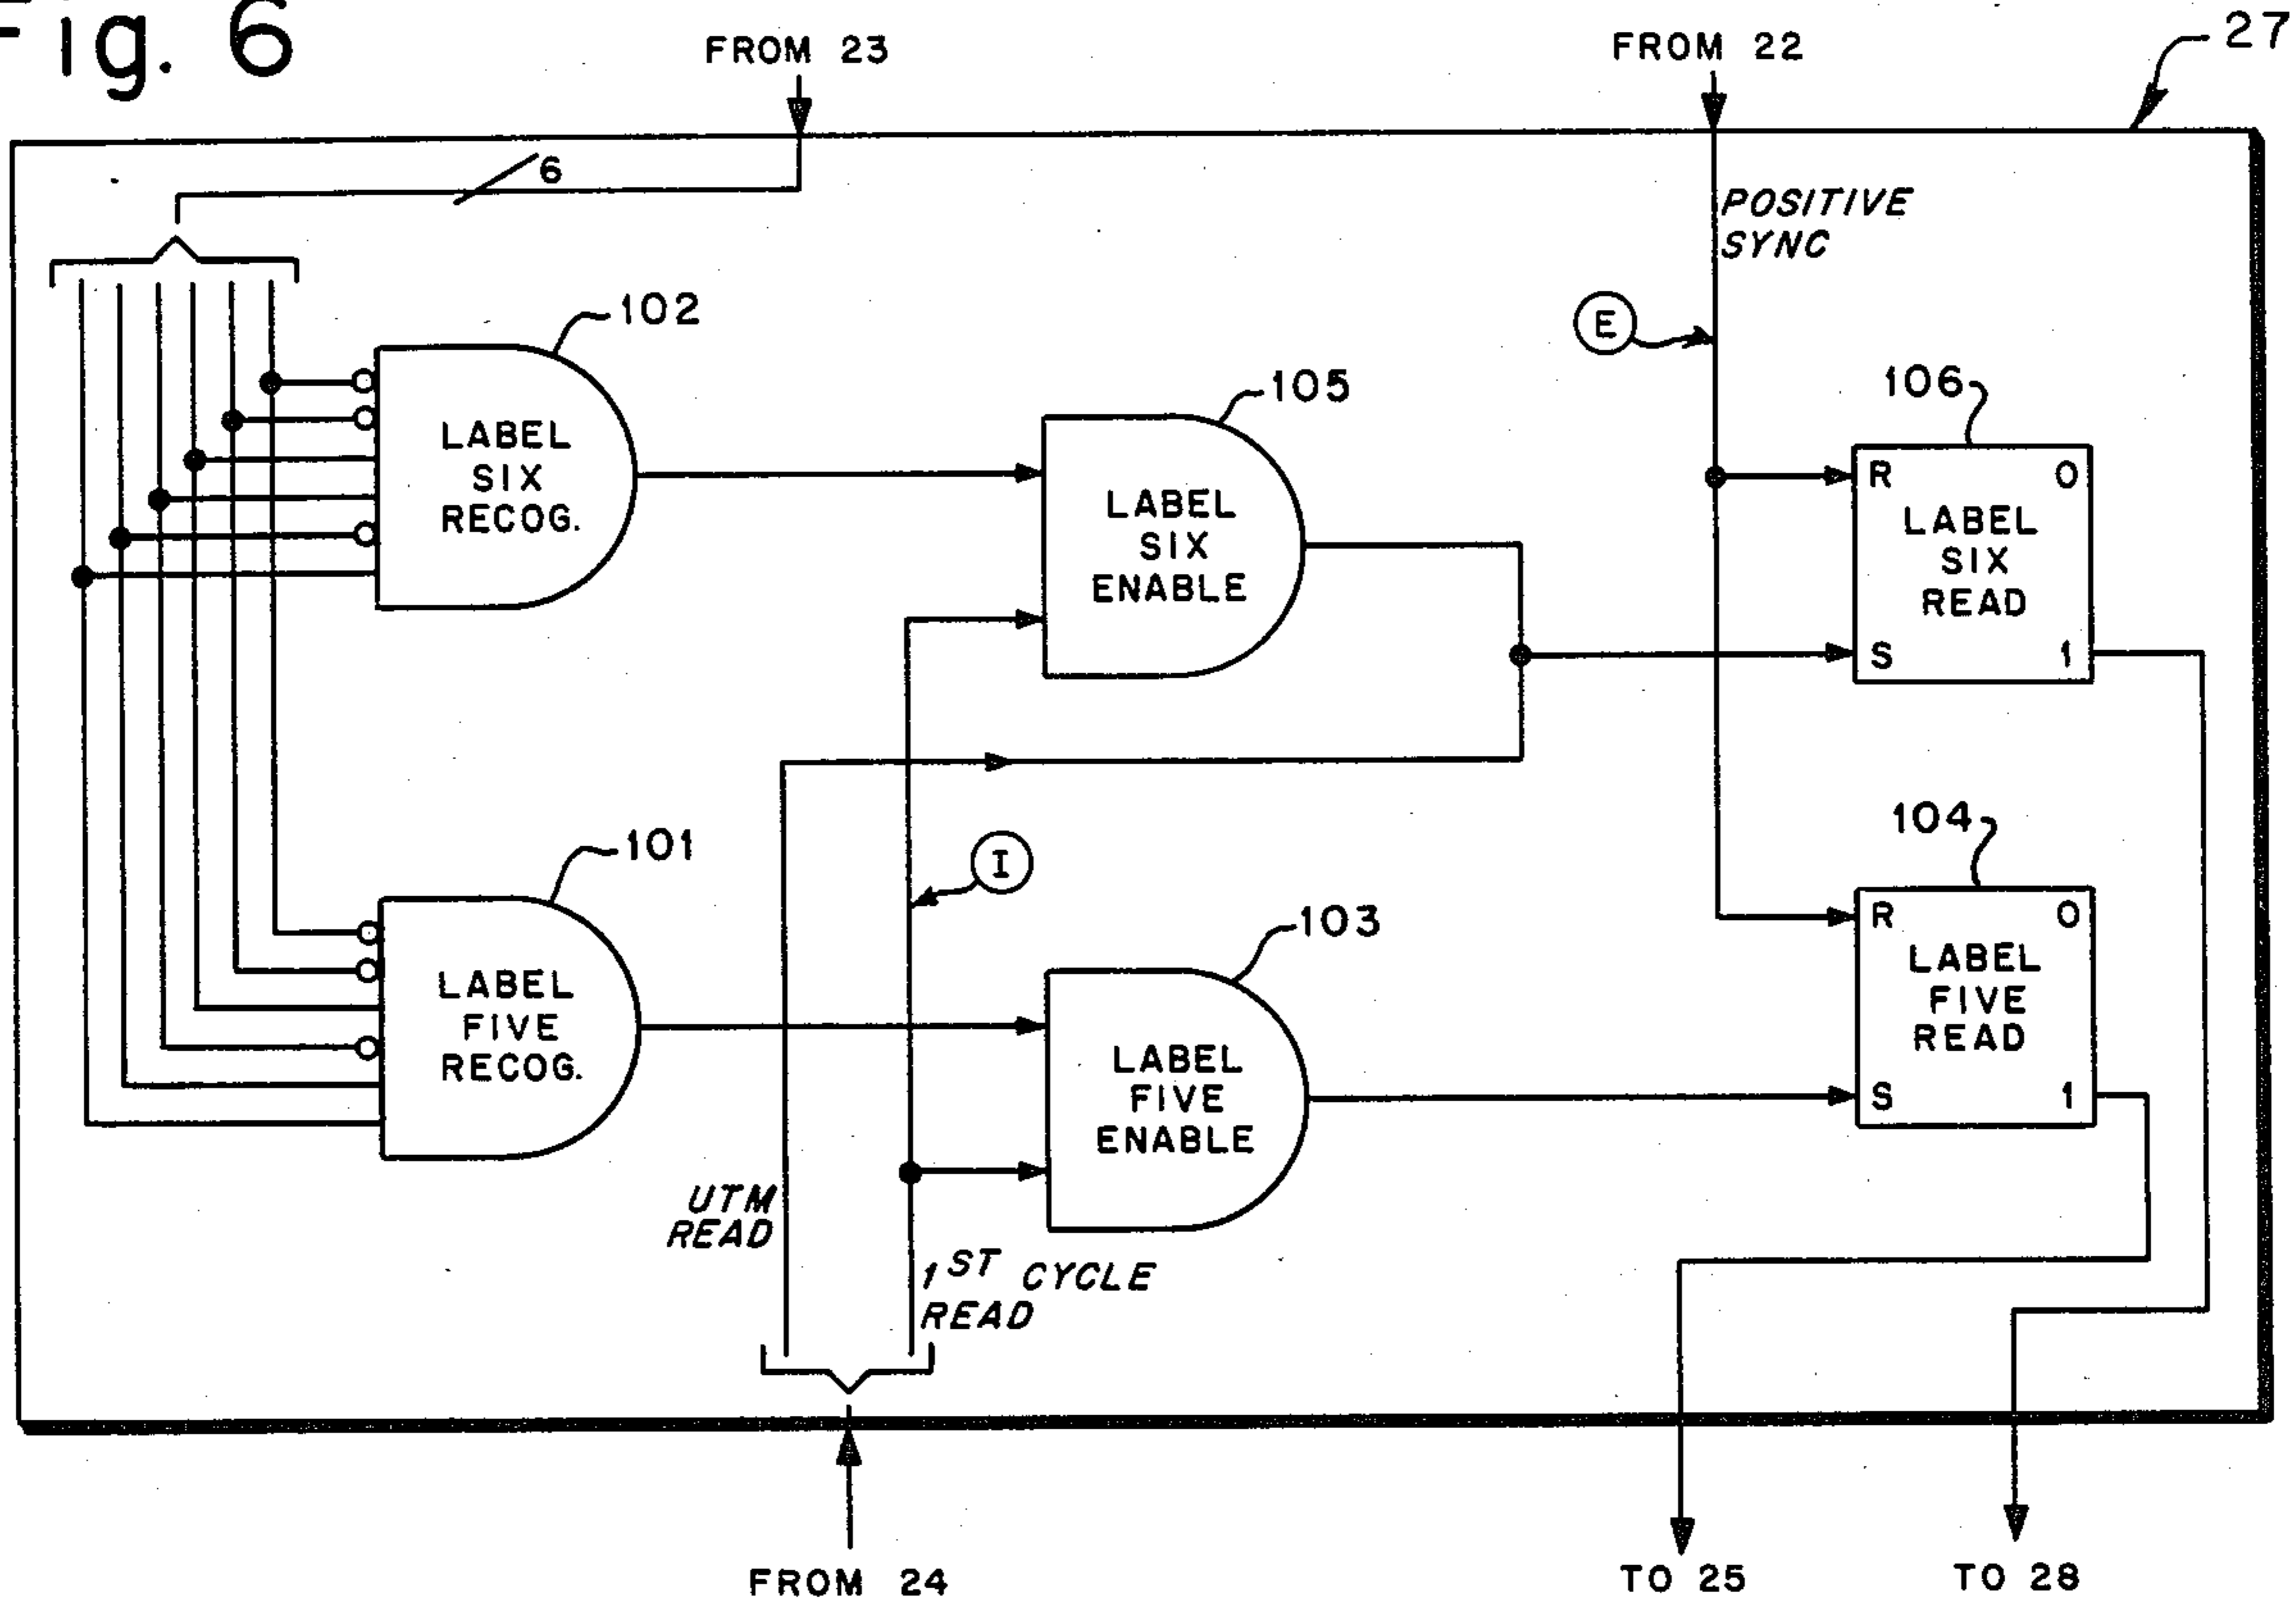 Fig. 6
FROM 23
FROM 22
27
6
POSITIVE
SYNC
102
E
105
106
LABEL
SIX
RECOG.
LABEL
SIX
ENABLE
R 0
LABEL
SIX
READ
S 1
101
I
104
103
LABEL
FIVE
RECOG.
R 0
LABEL
FIVE
READ
S 1
LABEL
FIVE
ENABLE
UTM
READ
1ST CYCLE
READ
FROM 24
TO 25
TO 28